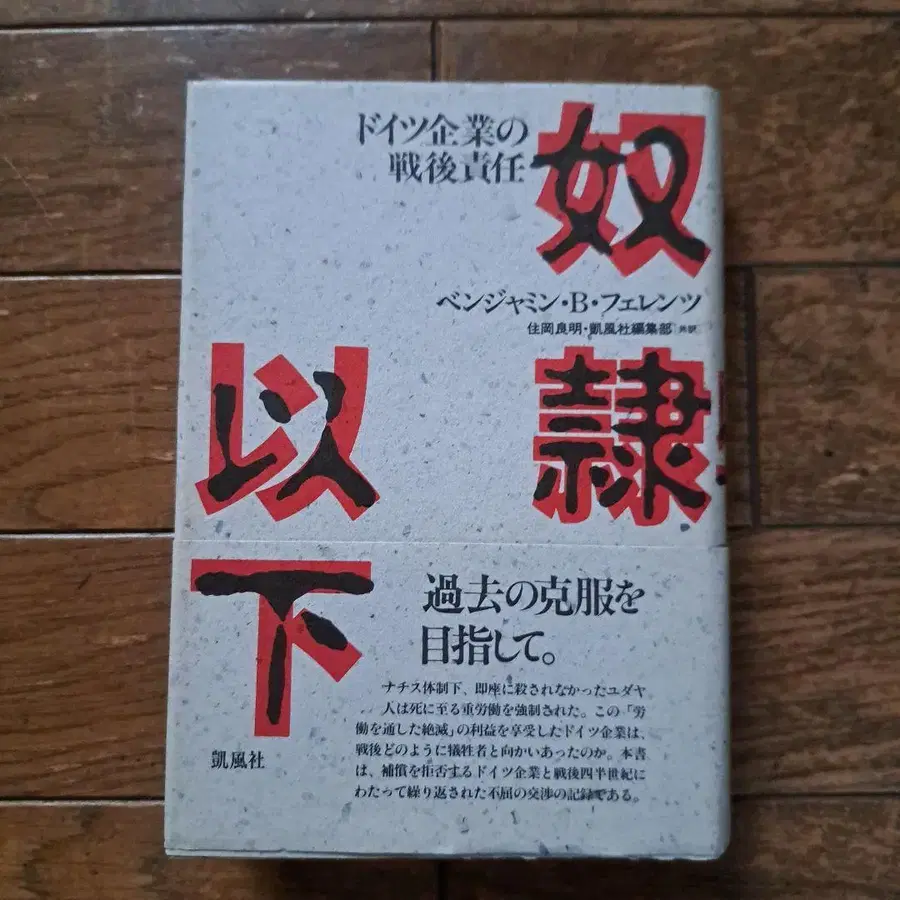 ドイツ企業の
戦後責任
奴隷
以下
ベンジャミン・B・フェレンツ
住岡良明・凱風社編集部 共訳
過去の克服を
目指して。
ナチス体制下、即座に殺されなかったユダヤ
人は死に至る重労働を強制された。この「労
働を通した絶滅」の利益を享受したドイツ企業は、
戦後どのように犠牲者と向かいあったのか。本書
は、補償を拒否するドイツ企業と戦後四半世紀に
わたって繰り返された不屈の交渉の記録である。
凱風社